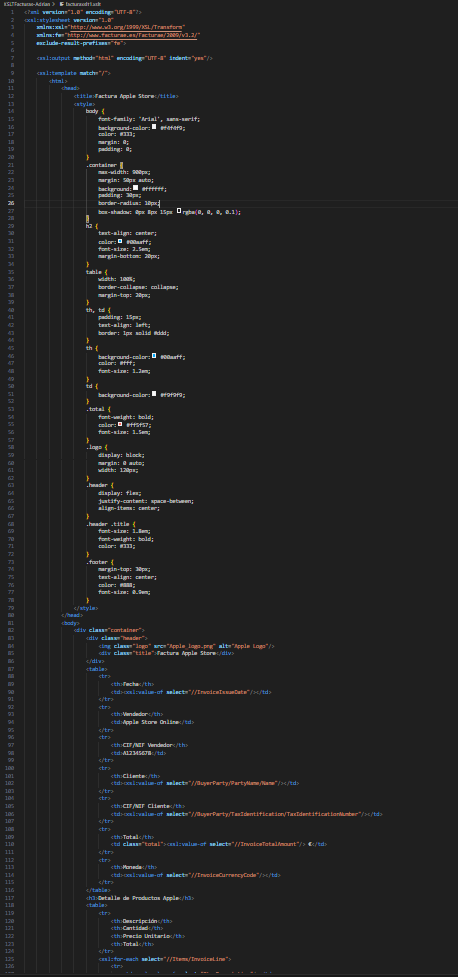 XSLTFacturae-Adrian > facturaxslt1.xslt
1 <?xml version="1.0" encoding="UTF-8"?>
2 <xsl:stylesheet version="1.0"
3 xmlns:xsl="http://www.w3.org/1999/XSL/Transform"
4 xmlns:fe="http://www.facturae.es/Facturae/2009/v3.2/"
5 exclude-result-prefixes="fe">
6
7 <xsl:output method="html" encoding="UTF-8" indent="yes"/>
8
9 <xsl:template match="/">
10 <html>
11 <head>
12 <title>Factura Apple Store</title>
13 <style>
14 body {
15 font-family: 'Arial', sans-serif;
16 background-color: #f4f4f9;
17 color: #333;
18 margin: 0;
19 padding: 0;
20 }
21 .container {
22 max-width: 900px;
23 margin: 50px auto;
24 background: #ffffff;
25 padding: 30px;
26 border-radius: 10px;
27 box-shadow: 0px 8px 15px rgba(0, 0, 0, 0.1);
28 }
29 h2 {
30 text-align: center;
31 color: #00aaff;
32 font-size: 2.5em;
33 margin-bottom: 20px;
34 }
35 table {
36 width: 100%;
37 border-collapse: collapse;
38 margin-top: 20px;
39 }
40 th, td {
41 padding: 15px;
42 text-align: left;
43 border: 1px solid #ddd;
44 }
45 th {
46 background-color: #00aaff;
47 color: #fff;
48 font-size: 1.2em;
49 }
50 td {
51 background-color: #f9f9f9;
52 }
53 .total {
54 font-weight: bold;
55 color: #ff5f57;
56 font-size: 1.5em;
57 }
58 .logo {
59 display: block;
60 margin: 0 auto;
61 width: 120px;
62 }
63 .header {
64 display: flex;
65 justify-content: space-between;
66 align-items: center;
67 }
68 .header .title {
69 font-size: 1.8em;
70 font-weight: bold;
71 color: #333;
72 }
73 .footer {
74 margin-top: 30px;
75 text-align: center;
76 color: #888;
77 font-size: 0.9em;
78 }
79 </style>
80 </head>
81 <body>
82 <div class="container">
83 <div class="header">
84 <img class="logo" src="Apple_logo.png" alt="Apple Logo"/>
85 <div class="title">Factura Apple Store</div>
86 </div>
87 <table>
88 <tr>
89 <th>Fecha</th>
90 <td><xsl:value-of select="//InvoiceIssueDate"/></td>
91 </tr>
92 <tr>
93 <th>Vendedor</th>
94 <td>Apple Store Online</td>
95 </tr>
96 <tr>
97 <th>CIF/NIF Vendedor</th>
98 <td>A12345678</td>
99 </tr>
100 <tr>
101 <th>Cliente</th>
102 <td><xsl:value-of select="//BuyerParty/PartyName/Name"/></td>
103 </tr>
104 <tr>
105 <th>CIF/NIF Cliente</th>
106 <td><xsl:value-of select="//BuyerParty/TaxIdentification/TaxIdentificationNumber"/></td>
107 </tr>
108 <tr>
109 <th>Total</th>
110 <td class="total"><xsl:value-of select="//InvoiceTotalAmount"/> €</td>
111 </tr>
112 <tr>
113 <th>Moneda</th>
114 <td><xsl:value-of select="//InvoiceCurrencyCode"/></td>
115 </tr>
116 </table>
117 <h3>Detalle de Productos Apple</h3>
118 <table>
119 <tr>
120 <th>Descripción</th>
121 <th>Cantidad</th>
122 <th>Precio Unitario</th>
123 <th>Total</th>
124 </tr>
125 <xsl:for-each select="//Items/InvoiceLine">
126 <tr>